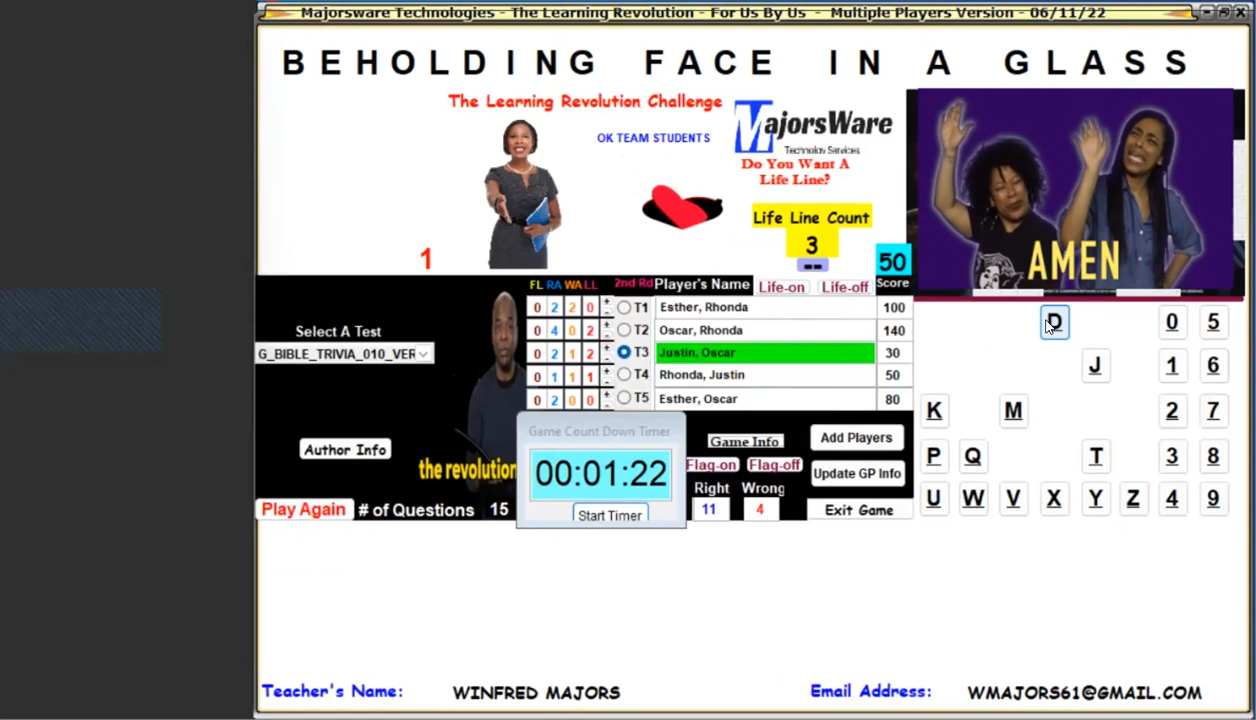 Majorsware Technologies - The Learning Revolution - For Us By Us - Multiple Players Version - 06/11/22
BEHOLDING FACE IN A GLASS
The Learning Revolution Challenge
OK TEAM STUDENTS
MajorsWare
Technology Services
Do You Want A
Life Line?
Life Line Count
3
--
1
50
AMEN
FL RA WA LL 2nd Rd Player's Name Life-on Life-off Score
0 2 2 0 + - T1 Esther, Rhonda 100
0 4 0 2 + - T2 Oscar, Rhonda 140
0 2 1 2 + - T3 Justin, Oscar 30
0 1 1 1 + - T4 Rhonda, Justin 50
0 2 0 0 + - T5 Esther, Oscar 80
Select A Test
G_BIBLE_TRIVIA_010_VER
Author Info
the revolution
Play Again # of Questions 15
Game Count Down Timer
00:01:22
Start Timer
Game Info
Flag-on Flag-off
Right Wrong
11 4
Add Players
Update GP Info
Exit Game
D 0 5
J 1 6
K M 2 7
P Q T 3 8
U W V X Y Z 4 9
Teacher's Name: WINFRED MAJORS Email Address: WMAJORS61@GMAIL.COM